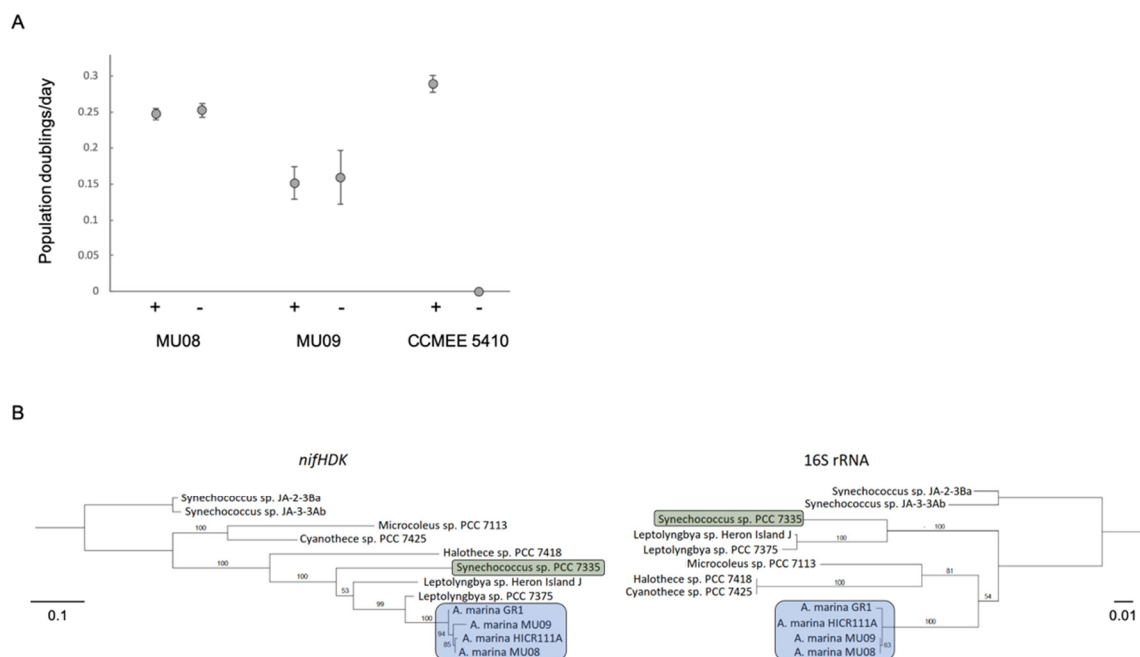 A
Population doublings/day
0.3
0.25
0.2
0.15
0.1
0.05
0
+ - + - + -
MU08 MU09 CCMEE 5410
B
nifHDK
Synechococcus sp. JA-2-3Ba
Synechococcus sp. JA-3-3Ab
100
Microcoleus sp. PCC 7113
Cyanothece sp. PCC 7425
100
Halothece sp. PCC 7418
100
Synechococcus sp. PCC 7335
53
Leptolyngbya sp. Heron Island J
99
Leptolyngbya sp. PCC 7375
100
A. marina GR1
94
A. marina MU09
85
A. marina HICR111A
A. marina MU08
0.1
16S rRNA
Synechococcus sp. JA-2-3Ba
Synechococcus sp. JA-3-3Ab
Synechococcus sp. PCC 7335
100
Leptolyngbya sp. Heron Island J
100
Leptolyngbya sp. PCC 7375
Microcoleus sp. PCC 7113
81
Halothece sp. PCC 7418
100
Cyanothece sp. PCC 7425
54
A. marina GR1
A. marina HICR111A
100
A. marina MU09
63
A. marina MU08
0.01